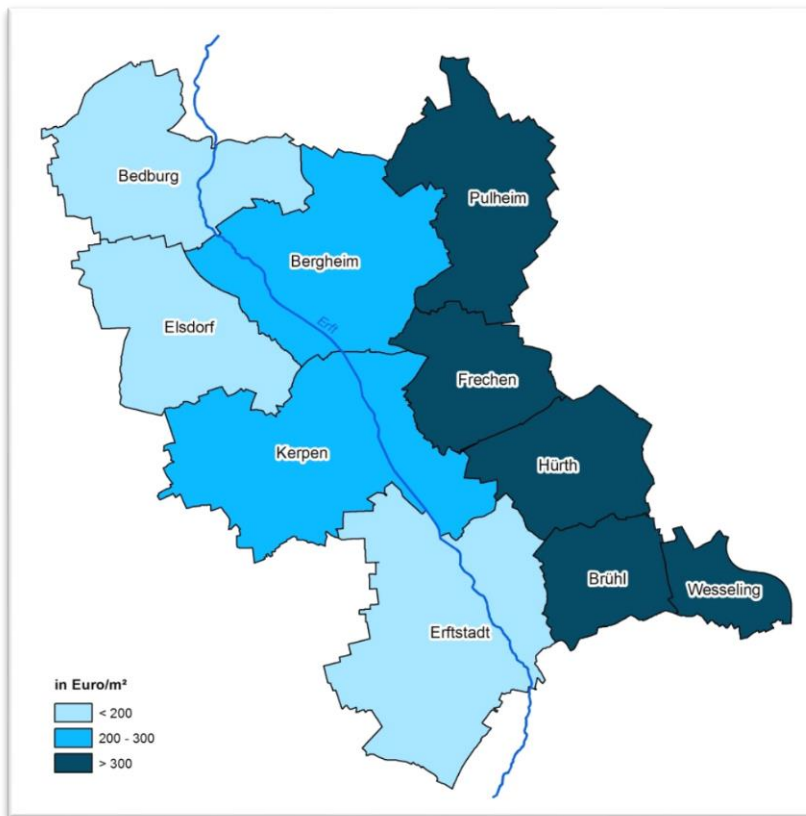 Bedburg
Pulheim
Bergheim
Erft
Elsdorf
Frechen
Kerpen
Hürth
Brühl
Wesseling
Erftstadt
in Euro/m²
< 200
200 - 300
> 300